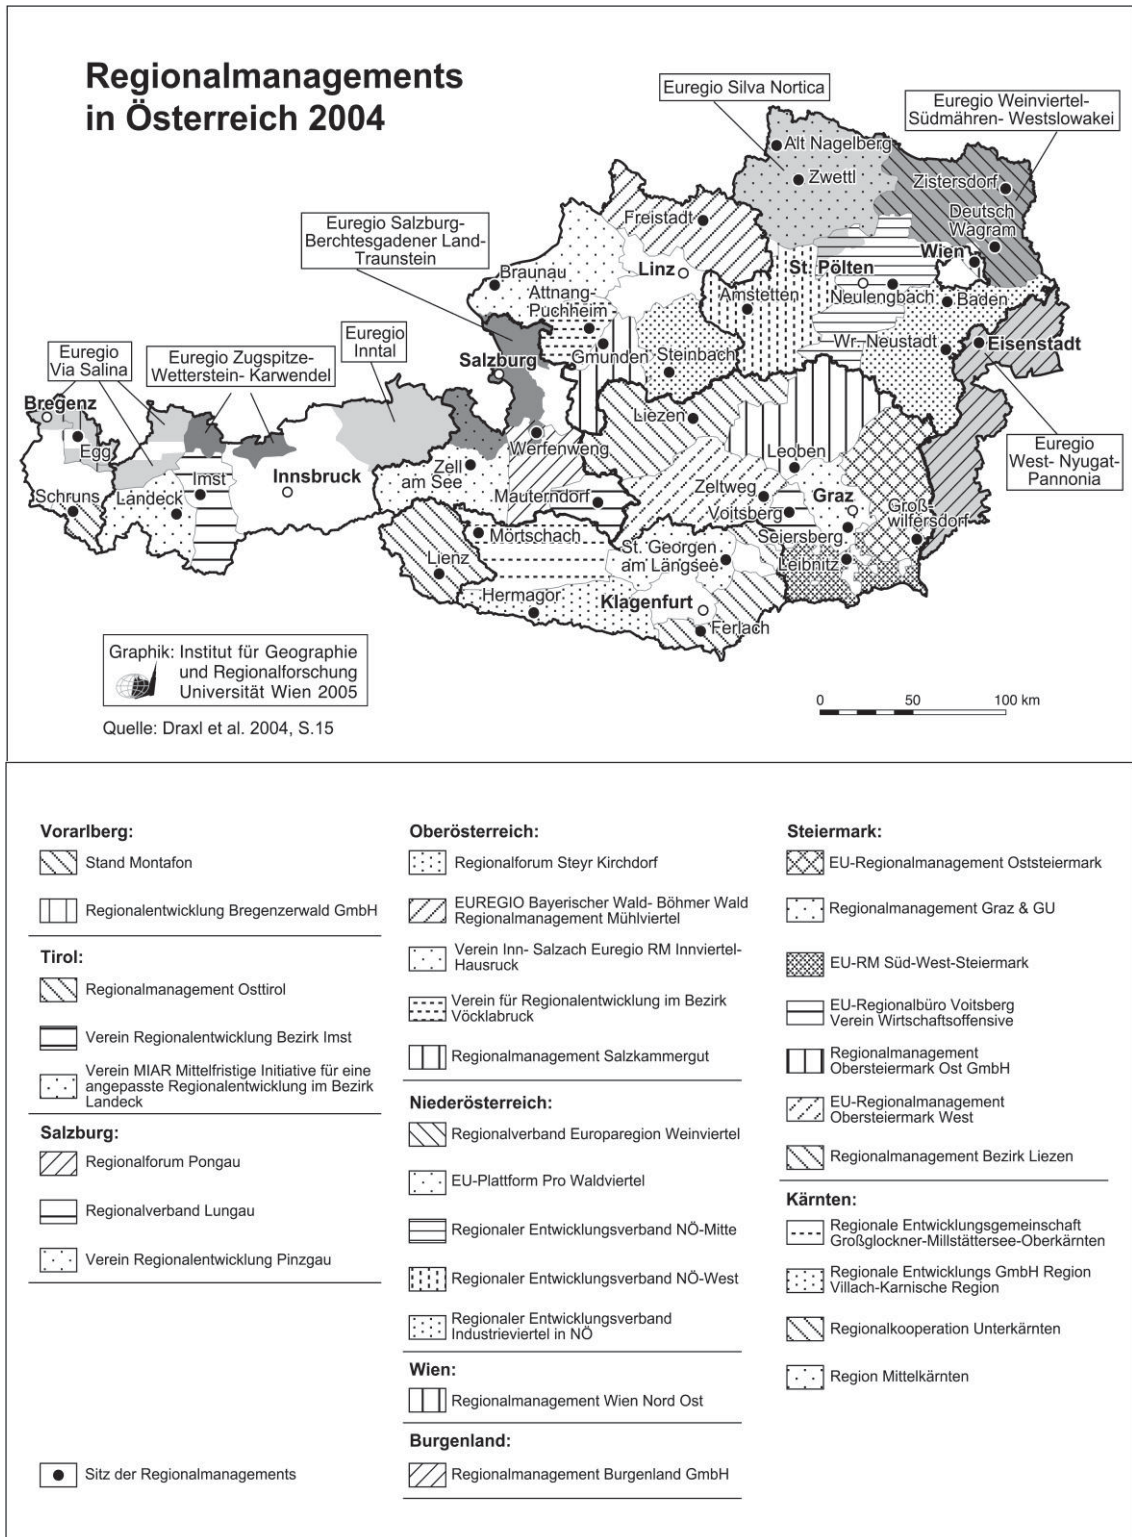 Regionalmanagements
in Österreich 2004
Euregio Silva Nortica
Euregio Weinviertel-
Südmähren- Westslowakei
Alt Nagelberg
Zwettl
Zistersdorf
Deutsch
Wagram
Euregio Salzburg-
Berchtesgadener Land-
Traunstein
Freistadt
Wien
Linz
St. Pölten
Braunau
Attnang-
Puchheim
Amstetten
Neulengbach
Baden
Euregio
Inntal
Gmunden
Steinbach
Wr. Neustadt
Eisenstadt
Euregio
Via Salina
Euregio Zugspitze-
Wetterstein- Karwendel
Salzburg
Bregenz
Egg
Liezen
Werfenweng
Leoben
Euregio
West- Nyugat-
Pannonia
Innsbruck
Imst
Zell
am See
Schruns
Landeck
Mauterndorf
Zeltweg
Voitsberg
Graz
Groß-
wilfersdorf
Seiersberg
Mörtschach
St. Georgen
am Längsee
Leibnitz
Lienz
Hermagor
Klagenfurt
Ferlach
Graphik: Institut für Geographie
und Regionalforschung
Universität Wien 2005
Quelle: Draxl et al. 2004, S.15
0 50 100 km
Vorarlberg:
Stand Montafon
Regionalentwicklung Bregenzerwald GmbH
Tirol:
Regionalmanagement Osttirol
Verein Regionalentwicklung Bezirk Imst
Verein MIAR Mittelfristige Initiative für eine
angepasste Regionalentwicklung im Bezirk
Landeck
Salzburg:
Regionalforum Pongau
Regionalverband Lungau
Verein Regionalentwicklung Pinzgau
Sitz der Regionalmanagements
Oberösterreich:
Regionalforum Steyr Kirchdorf
EUREGIO Bayerischer Wald- Böhmer Wald
Regionalmanagement Mühlviertel
Verein Inn- Salzach Euregio RM Innviertel-
Hausruck
Verein für Regionalentwicklung im Bezirk
Vöcklabruck
Regionalmanagement Salzkammergut
Niederösterreich:
Regionalverband Europaregion Weinviertel
EU-Plattform Pro Waldviertel
Regionaler Entwicklungsverband NÖ-Mitte
Regionaler Entwicklungsverband NÖ-West
Regionaler Entwicklungsverband
Industrieviertel in NÖ
Wien:
Regionalmanagement Wien Nord Ost
Burgenland:
Regionalmanagement Burgenland GmbH
Steiermark:
EU-Regionalmanagement Oststeiermark
Regionalmanagement Graz & GU
EU-RM Süd-West-Steiermark
EU-Regionalbüro Voitsberg
Verein Wirtschaftsoffensive
Regionalmanagement
Obersteiermark Ost GmbH
EU-Regionalmanagement
Obersteiermark West
Regionalmanagement Bezirk Liezen
Kärnten:
Regionale Entwicklungsgemeinschaft
Großglockner-Millstättersee-Oberkärnten
Regionale Entwicklungs GmbH Region
Villach-Karnische Region
Regionalkooperation Unterkärnten
Region Mittelkärnten